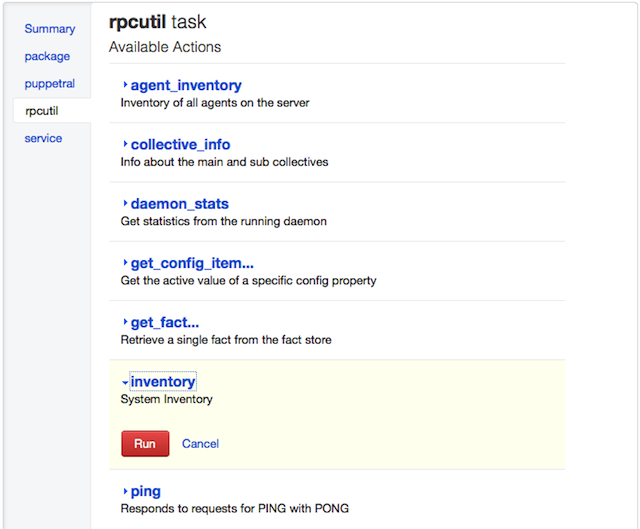 Summary
package
puppetral
rpcutil
service
rpcutil task
Available Actions
agent_inventory
Inventory of all agents on the server
collective_info
Info about the main and sub collectives
daemon_stats
Get statistics from the running daemon
get_config_item...
Get the active value of a specific config property
get_fact...
Retrieve a single fact from the fact store
inventory
System Inventory
Run Cancel
ping
Responds to requests for PING with PONG